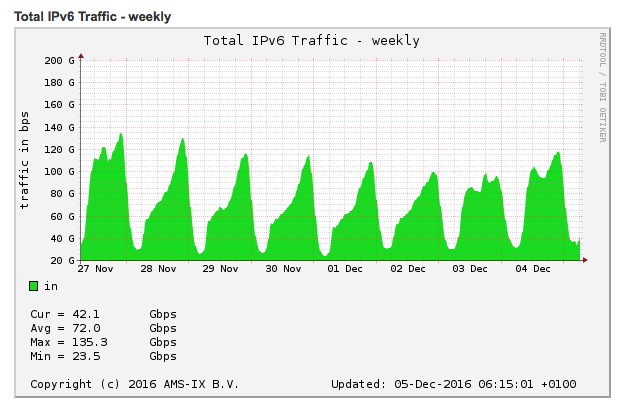 Total IPv6 Traffic - weekly
Total IPv6 Traffic - weekly
RRDTOOL / TOBI OETIKER
traffic in bps
200 G
180 G
160 G
140 G
120 G
100 G
80 G
60 G
40 G
20 G
27 Nov 28 Nov 29 Nov 30 Nov 01 Dec 02 Dec 03 Dec 04 Dec
in
Cur = 42.1 Gbps
Avg = 72.0 Gbps
Max = 135.3 Gbps
Min = 23.5 Gbps
Copyright (c) 2016 AMS-IX B.V. Updated: 05-Dec-2016 06:15:01 +0100